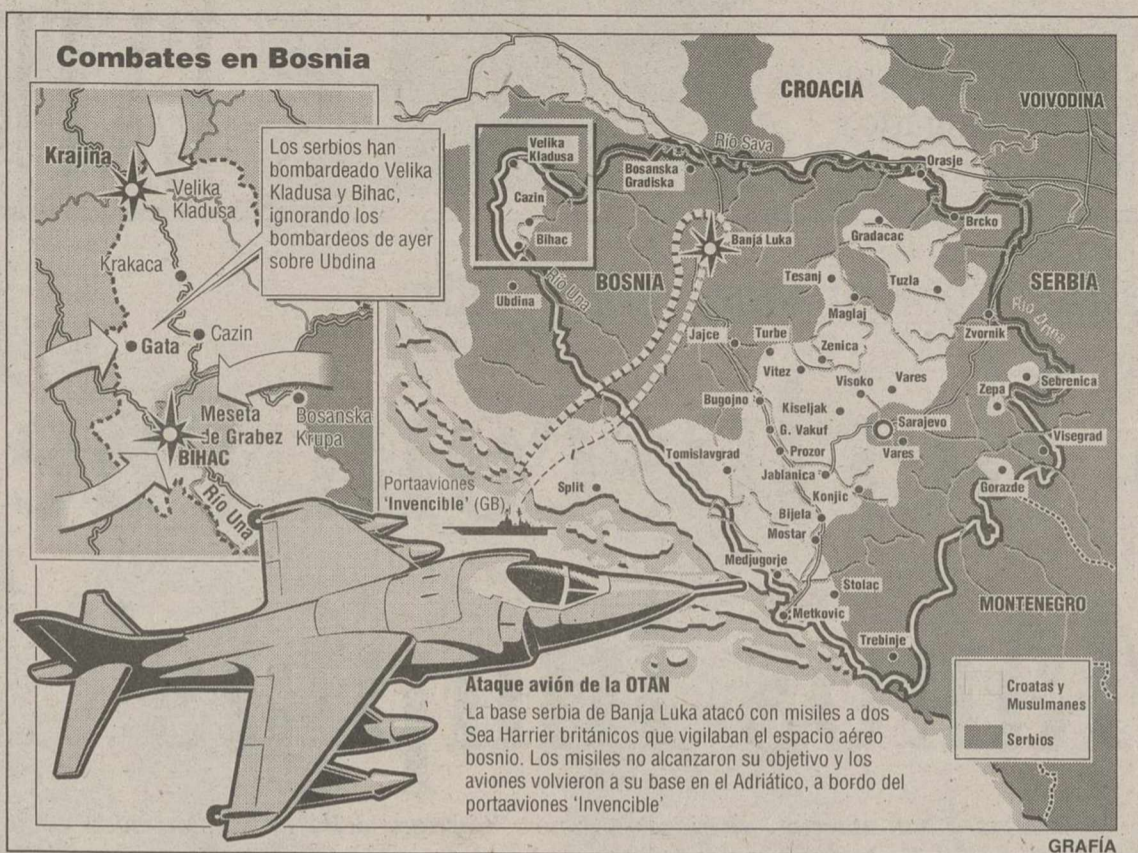 Combates en Bosnia
Krajina
Velika
Kladusa
Krakaca
Gata
Cazin
Meseta
de Grabez
BIHAC
Bosanska
Krupa
Río Una
Los serbios han
bombardeado Velika
Kladusa y Bihac,
ignorando los
bombardeos de ayer
sobre Ubdina
CROACIA
VOIVODINA
Río Sava
Velika
Kladusa
Cazin
Bihac
Bosanska
Gradiska
Orasje
Brcko
Banja Luka
Gradacac
BOSNIA
Río Una
Ubdina
Tesanj
Tuzla
SERBIA
Maglaj
Río Drina
Zvornik
Jajce
Turbe
Zenica
Vitez
Visoko
Vares
Zepa
Sebrenica
Bugojno
Kiseljak
G. Vakuf
Sarajevo
Vares
Visegrad
Tomislavgrad
Prozor
Jablanica
Konjic
Gorazde
Portaaviones
'Invencible' (GB)
Split
Bijela
Mostar
Medjugorje
Stolac
Metkovic
MONTENEGRO
Trebinje
Croatas y
Musulmanes
Serbios
Ataque avión de la OTAN
La base serbia de Banja Luka atacó con misiles a dos
Sea Harrier británicos que vigilaban el espacio aéreo
bosnio. Los misiles no alcanzaron su objetivo y los
aviones volvieron a su base en el Adriático, a bordo del
portaaviones 'Invencible'
GRAFÍA